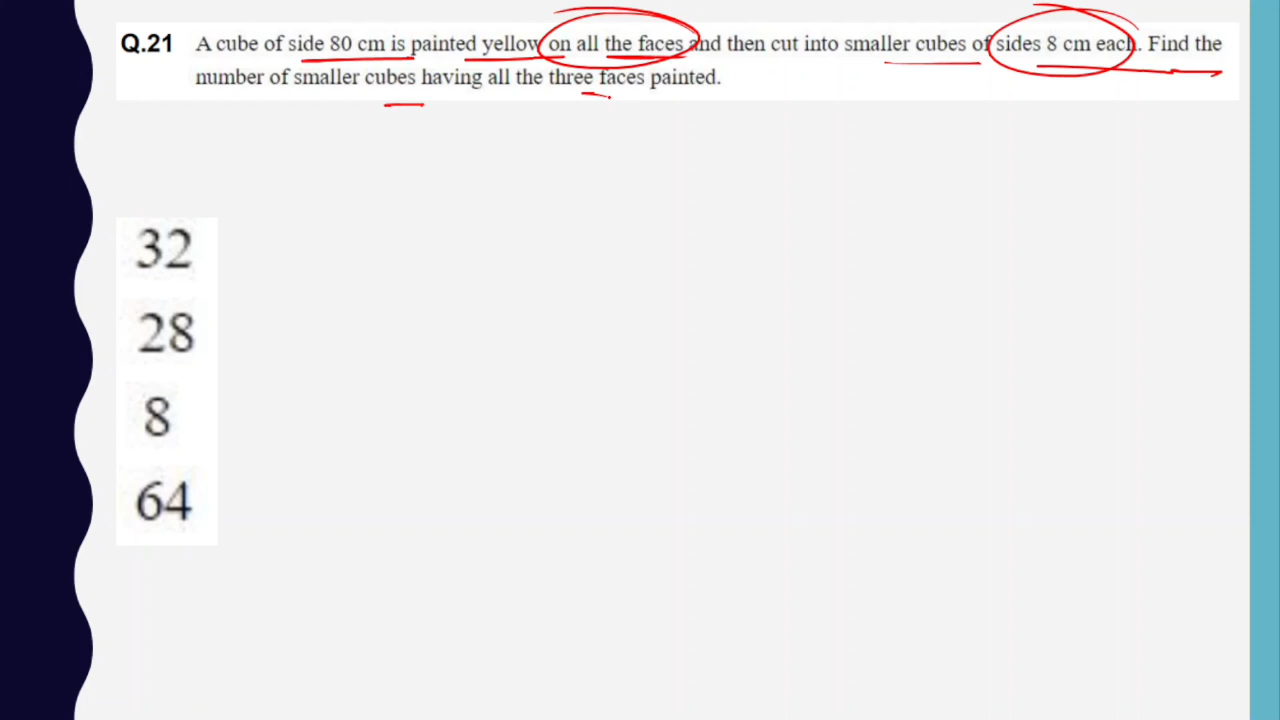 Q.21 A cube of side 80 cm is painted yellow on all the faces and then cut into smaller cubes of sides 8 cm each. Find the
number of smaller cubes having all the three faces painted.
32
28
8
64